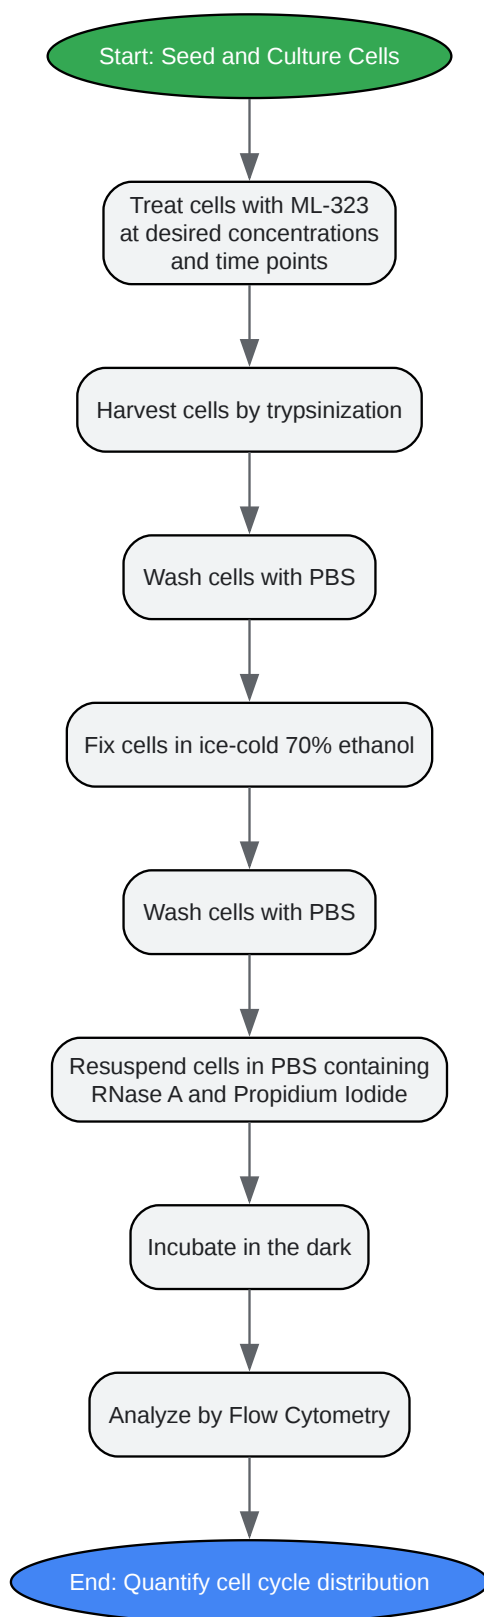 Start: Seed and Culture Cells
Treat cells with ML-323
at desired concentrations
and time points
Harvest cells by trypsinization
Wash cells with PBS
Fix cells in ice-cold 70% ethanol
Wash cells with PBS
Resuspend cells in PBS containing
RNase A and Propidium Iodide
Incubate in the dark
Analyze by Flow Cytometry
End: Quantify cell cycle distribution